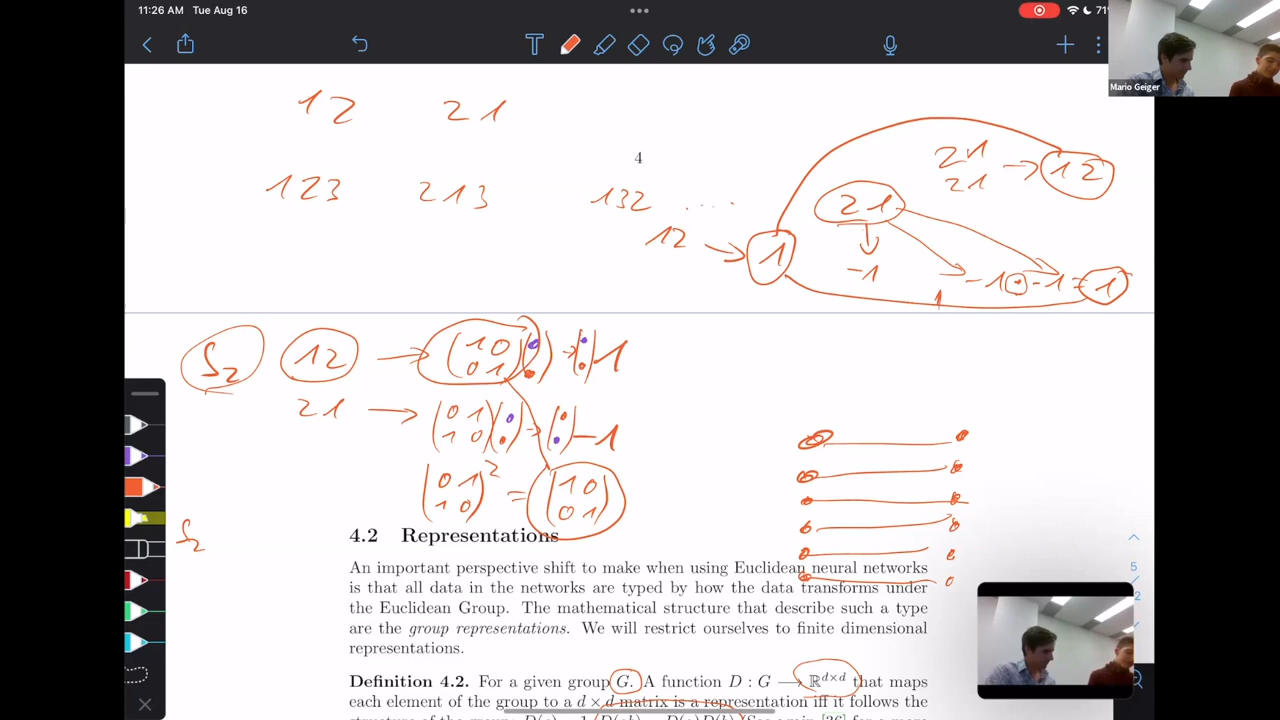 11:26 AM Tue Aug 16
71
Mario Geiger
12 21
4
21
21 → 12
123 213 132 ....
21
12 → 1
-1
-1 · -1 = 1
S2 12 → (1 0 0 1) ( ) → ( ) - 1
21 → (0 1 1 0) ( ) → ( ) - 1
(0 1 1 0)² = (1 0 0 1)
S2
4.2 Representations
An important perspective shift to make when using Euclidean neural networks
is that all data in the networks are typed by how the data transforms under
the Euclidean Group. The mathematical structure that describe such a type
are the group representations. We will restrict ourselves to finite dimensional
representations.
Definition 4.2. For a given group G. A function D : G ⟶ ℝ^{d×d} that maps
each element of the group to a d × d matrix is a representation iff it follows the
5
2